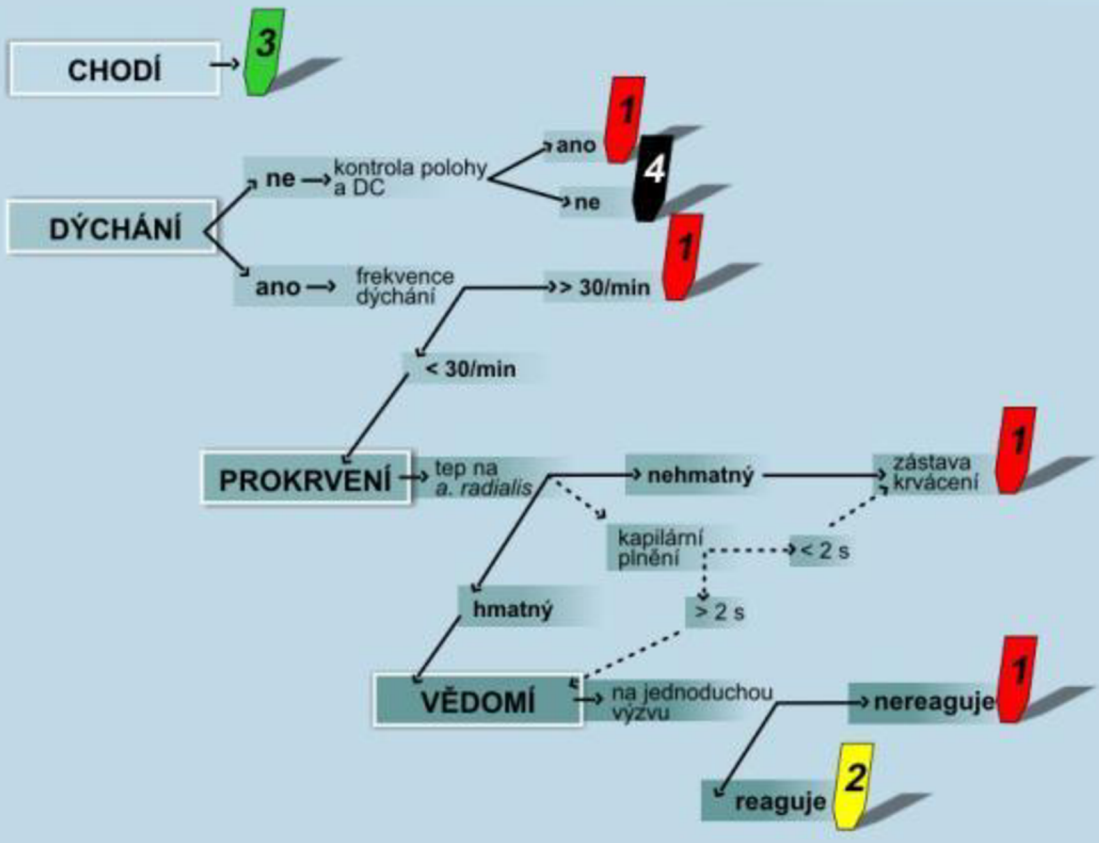 CHODÍ
3
ano
1
ne
kontrola polohy
a DC
4
ne
DÝCHÁNÍ
1
ano
frekvence
dýchání
> 30/min
< 30/min
PROKRVENÍ
tep na
a. radialis
nehmatný
zástava
krvácení
1
kapilární
plnění
< 2 s
hmatný
> 2 s
VĚDOMÍ
na jednoduchou
výzvu
nereaguje
1
reaguje
2